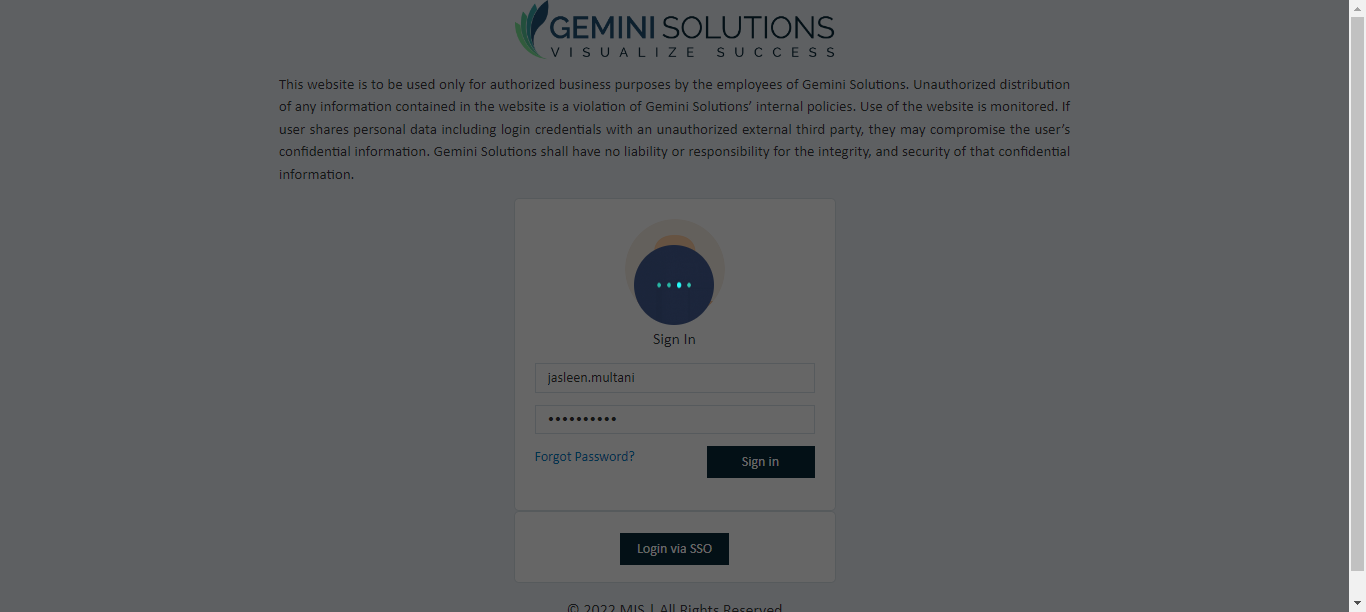 GEMINI SOLUTIONS
VISUALIZE SUCCESS
This website is to be used only for authorized business purposes by the employees of Gemini Solutions. Unauthorized distribution
of any information contained in the website is a violation of Gemini Solutions’ internal policies. Use of the website is monitored. If
user shares personal data including login credentials with an unauthorized external third party, they may compromise the user’s
confidential information. Gemini Solutions shall have no liability or responsibility for the integrity, and security of that confidential
information.
Sign In
jasleen.multani
••••••••••
Forgot Password?
Sign in
Login via SSO
© 2022 MIS | All Rights Reserved